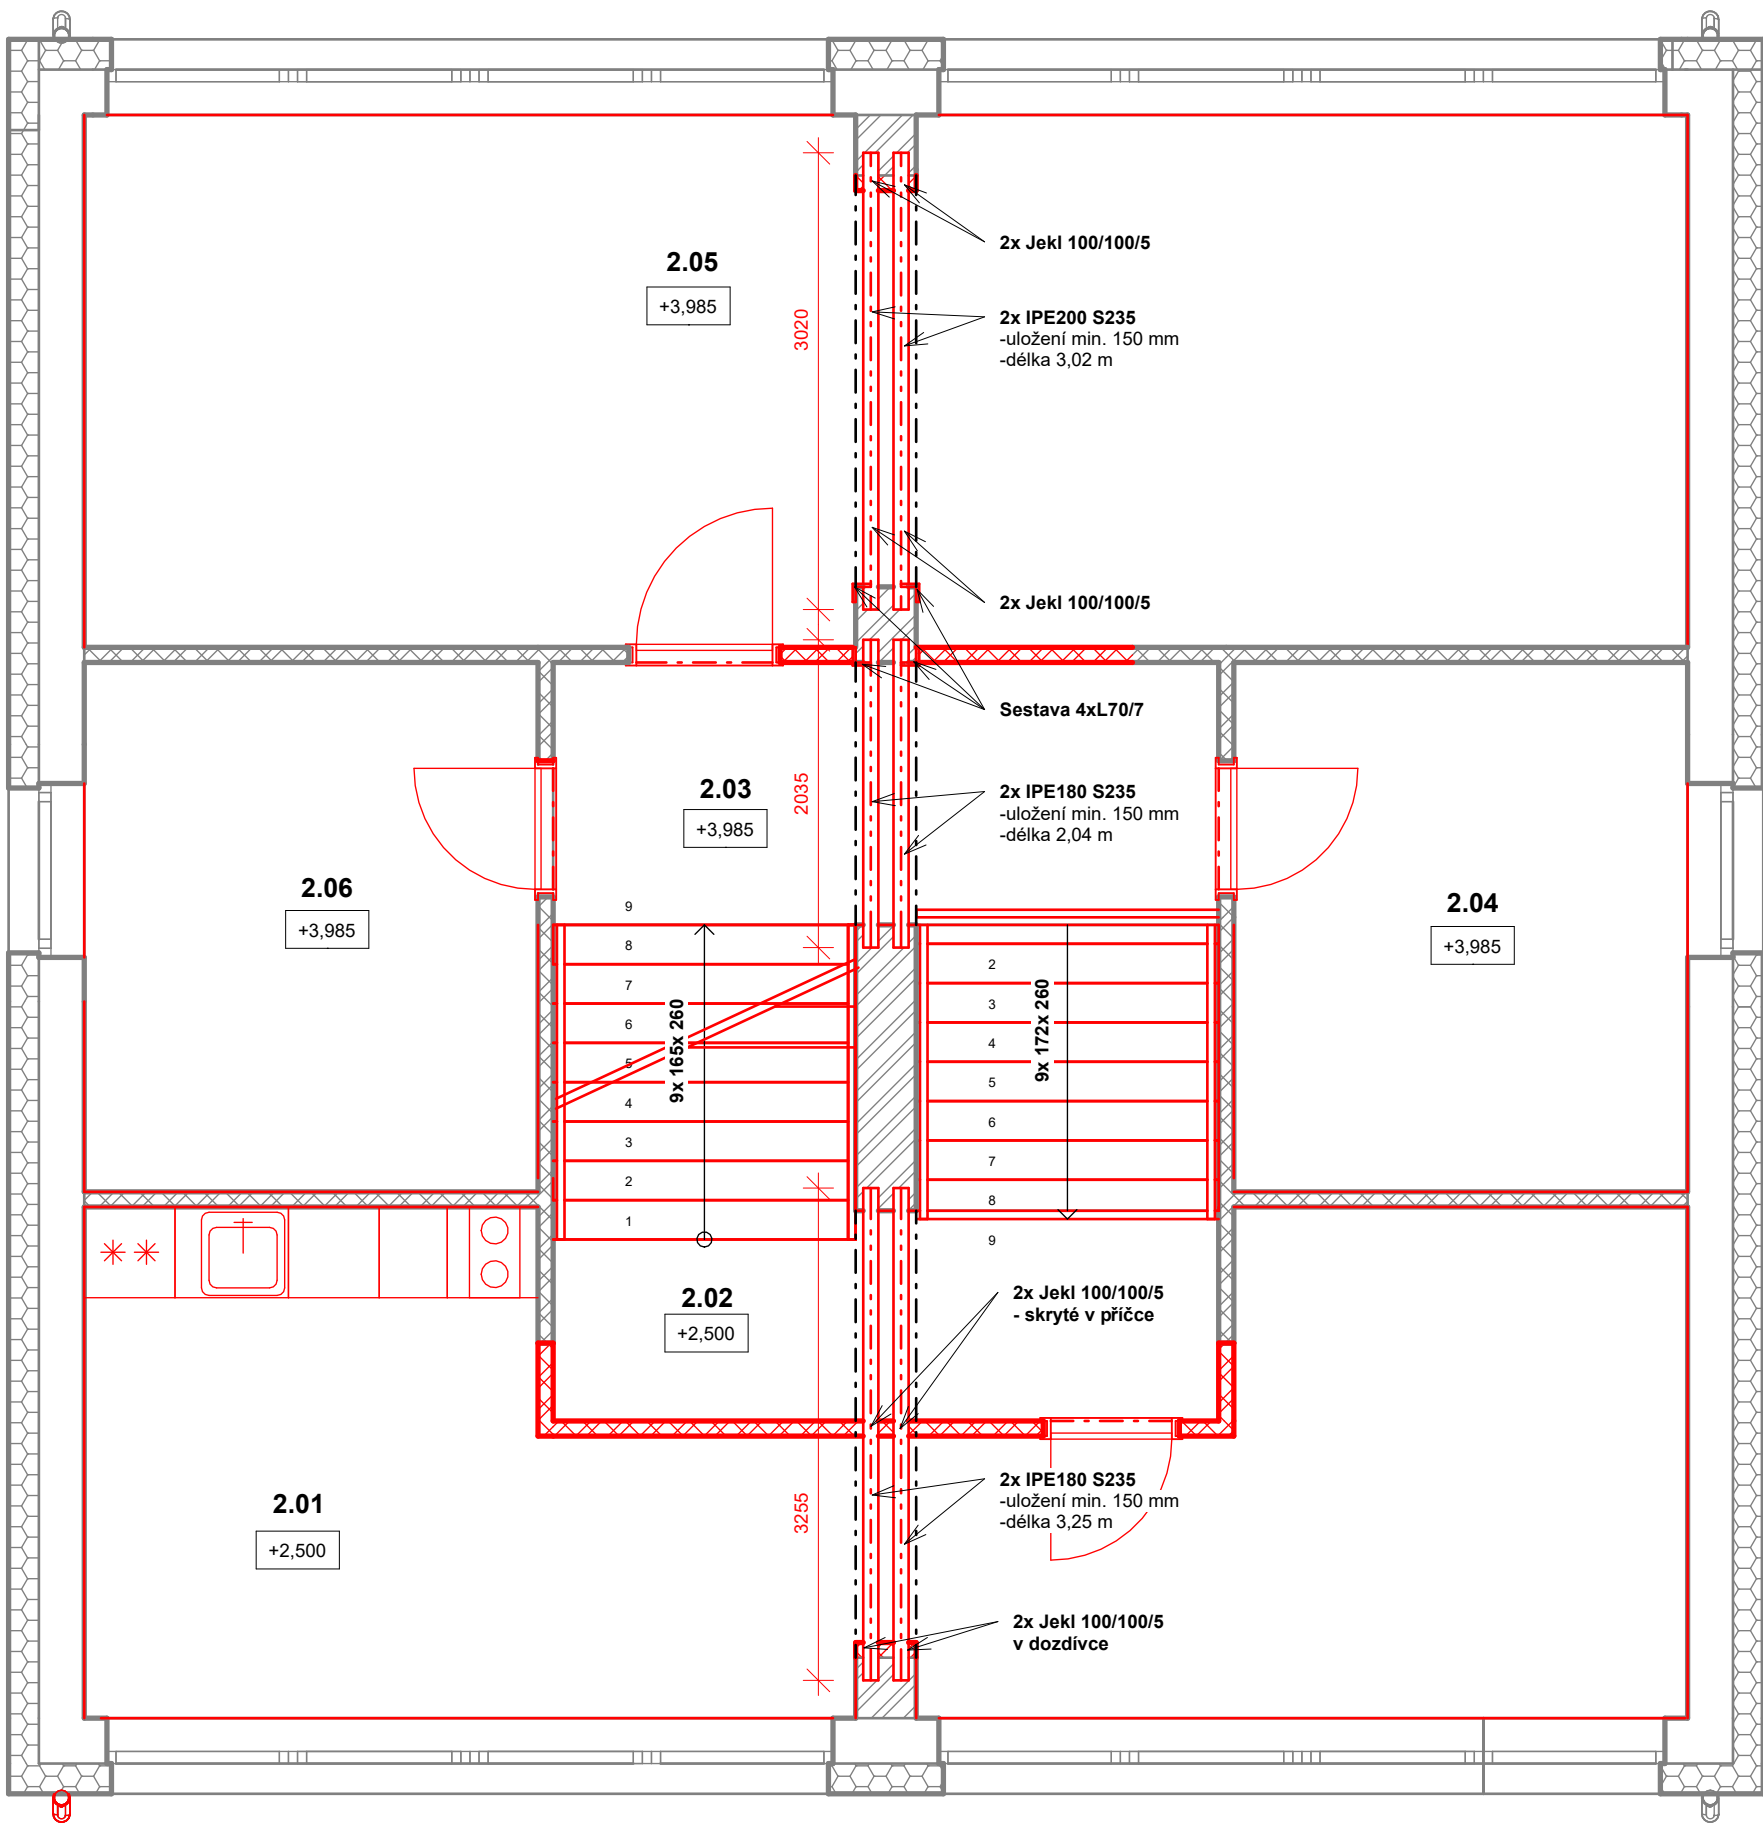 2x Jekl 100/100/5
2.05
+3,985
3020
2x IPE200 S235
-uložení min. 150 mm
-délka 3,02 m
2x Jekl 100/100/5
Sestava 4xL70/7
2.03
+3,985
2035
2x IPE180 S235
-uložení min. 150 mm
-délka 2,04 m
2.06
+3,985
2.04
+3,985
9
8
7
6
5
4
3
2
1
9x 165x 260
2
3
4
5
6
7
8
9
9x 172x 260
2.02
+2,500
2x Jekl 100/100/5
- skryté v příčce
2.01
+2,500
3255
2x IPE180 S235
-uložení min. 150 mm
-délka 3,25 m
2x Jekl 100/100/5
v dozdívce